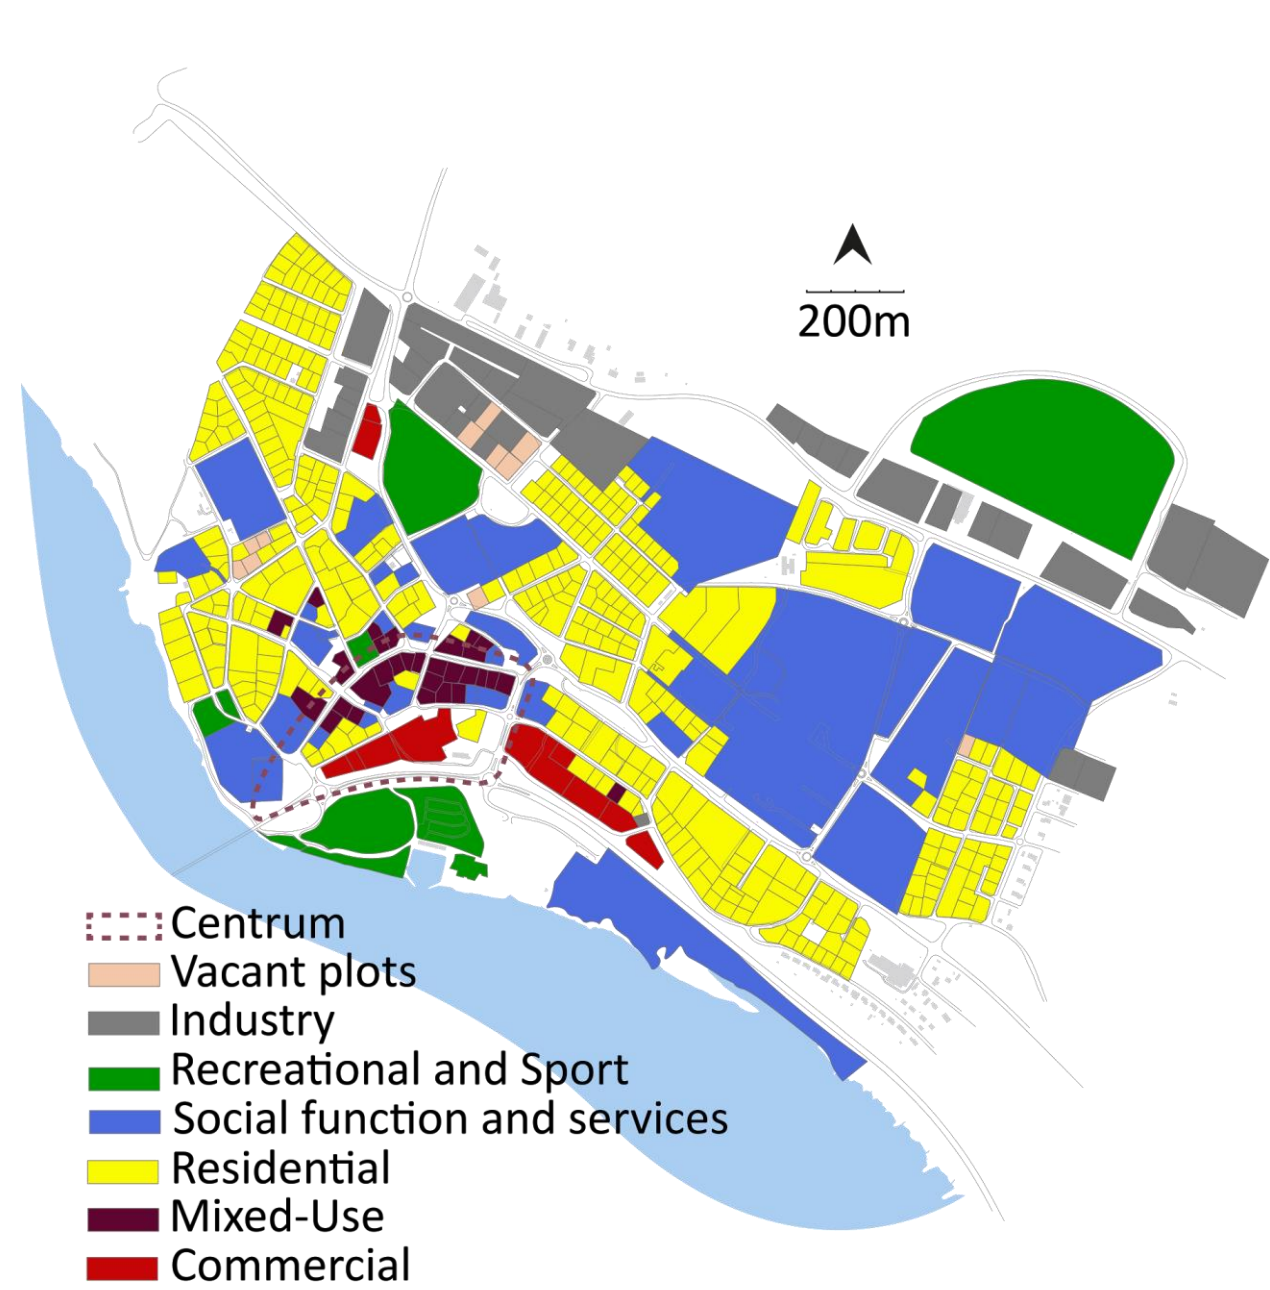 200m
Centrum
Vacant plots
Industry
Recreational and Sport
Social function and services
Residential
Mixed-Use
Commercial